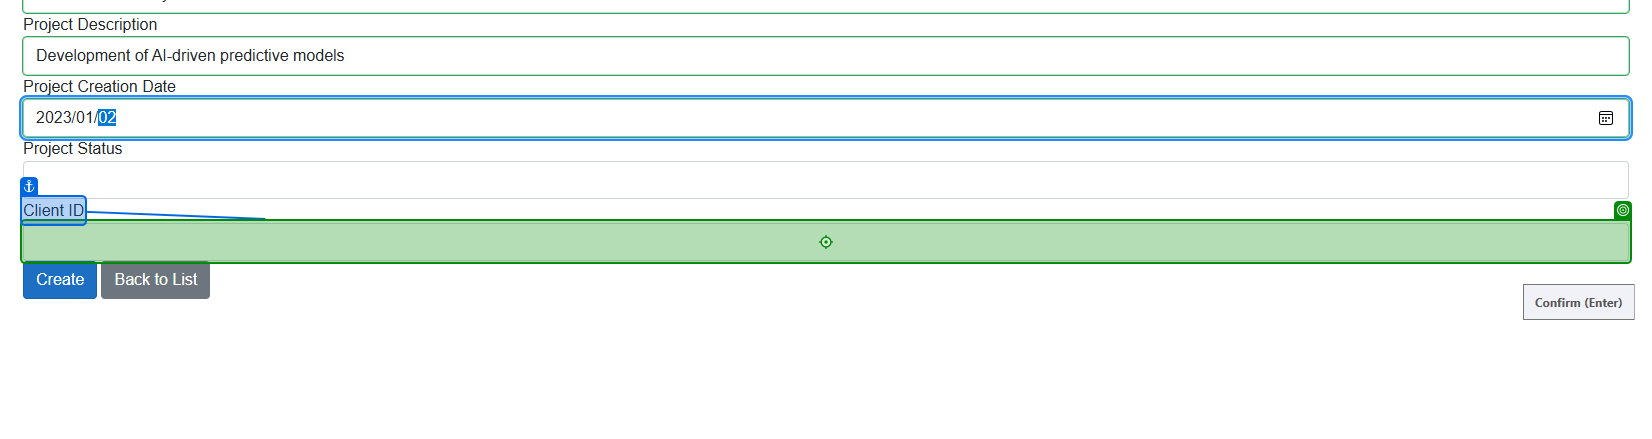 Project Description
Development of AI-driven predictive models
Project Creation Date
2023/01/02
Project Status
Client ID
Create Back to List
Confirm (Enter)